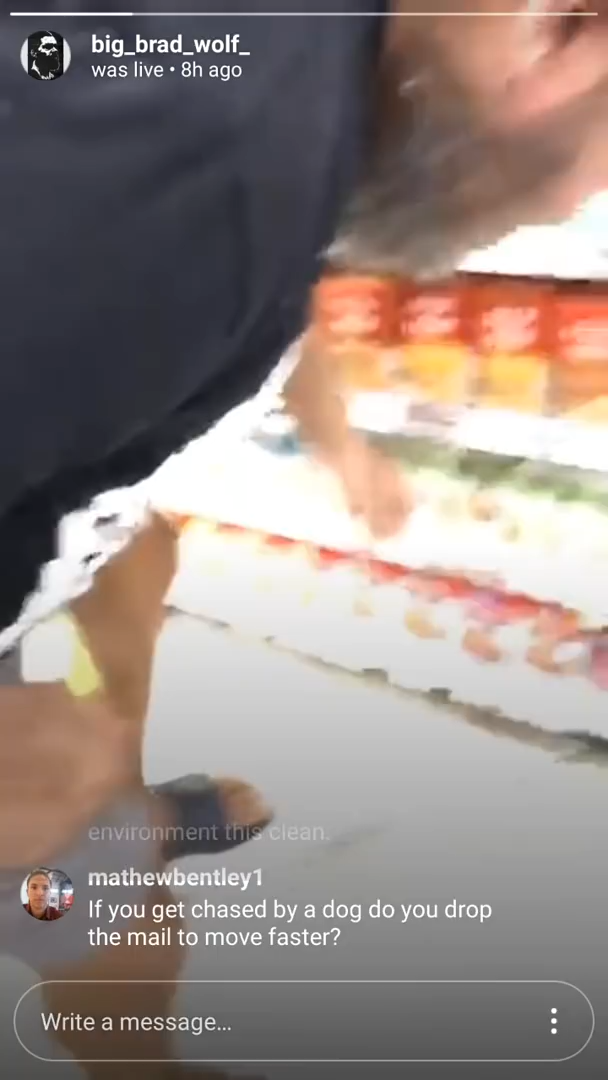 big_brad_wolf_
was live • 8h ago
environment this clean.
mathewbentley1
If you get chased by a dog do you drop
the mail to move faster?
Write a message...